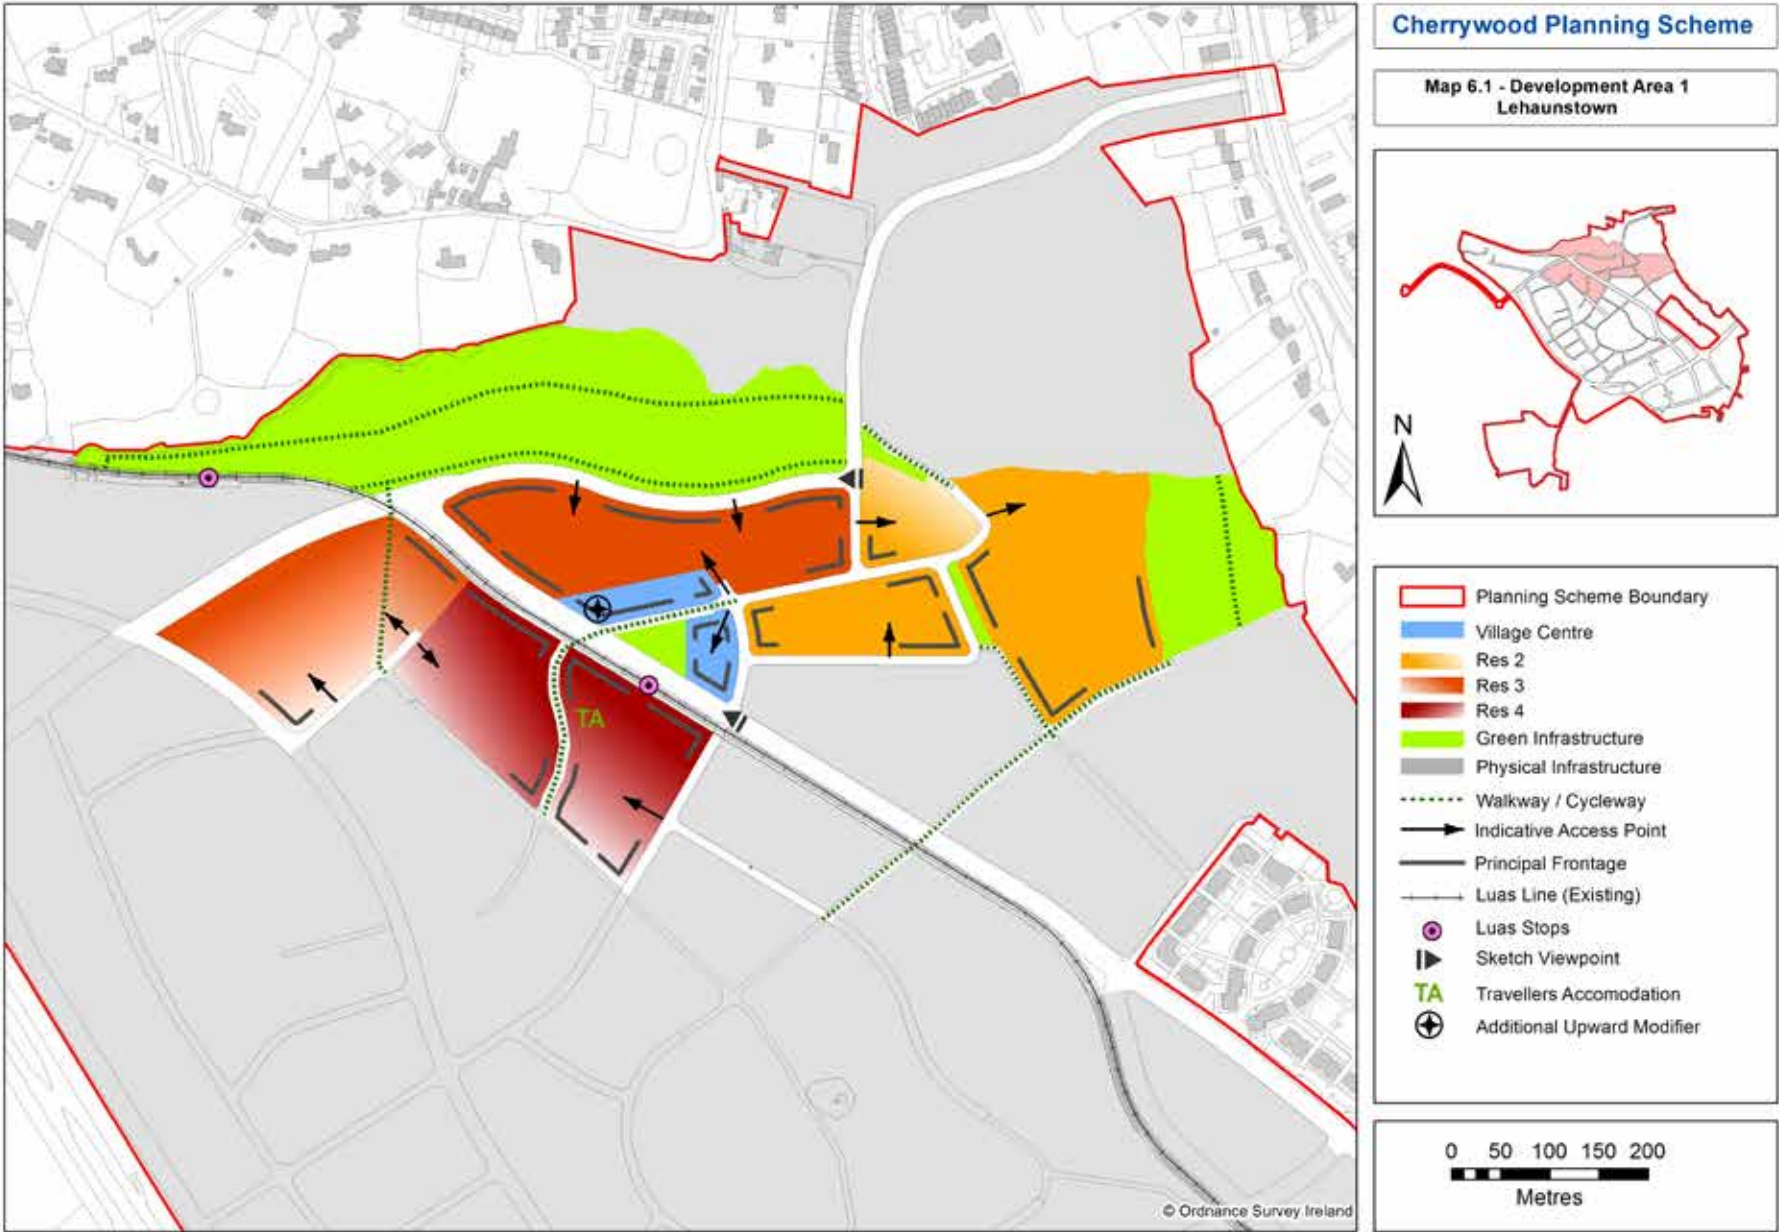 Cherrywood Planning Scheme
Map 6.1 - Development Area 1
Lehaunstown
N
TA
Planning Scheme Boundary
Village Centre
Res 2
Res 3
Res 4
Green Infrastructure
Physical Infrastructure
Walkway / Cycleway
Indicative Access Point
Principal Frontage
Luas Line (Existing)
Luas Stops
Sketch Viewpoint
TA Travellers Accomodation
Additional Upward Modifier
0 50 100 150 200
Metres
© Ordnance Survey Ireland